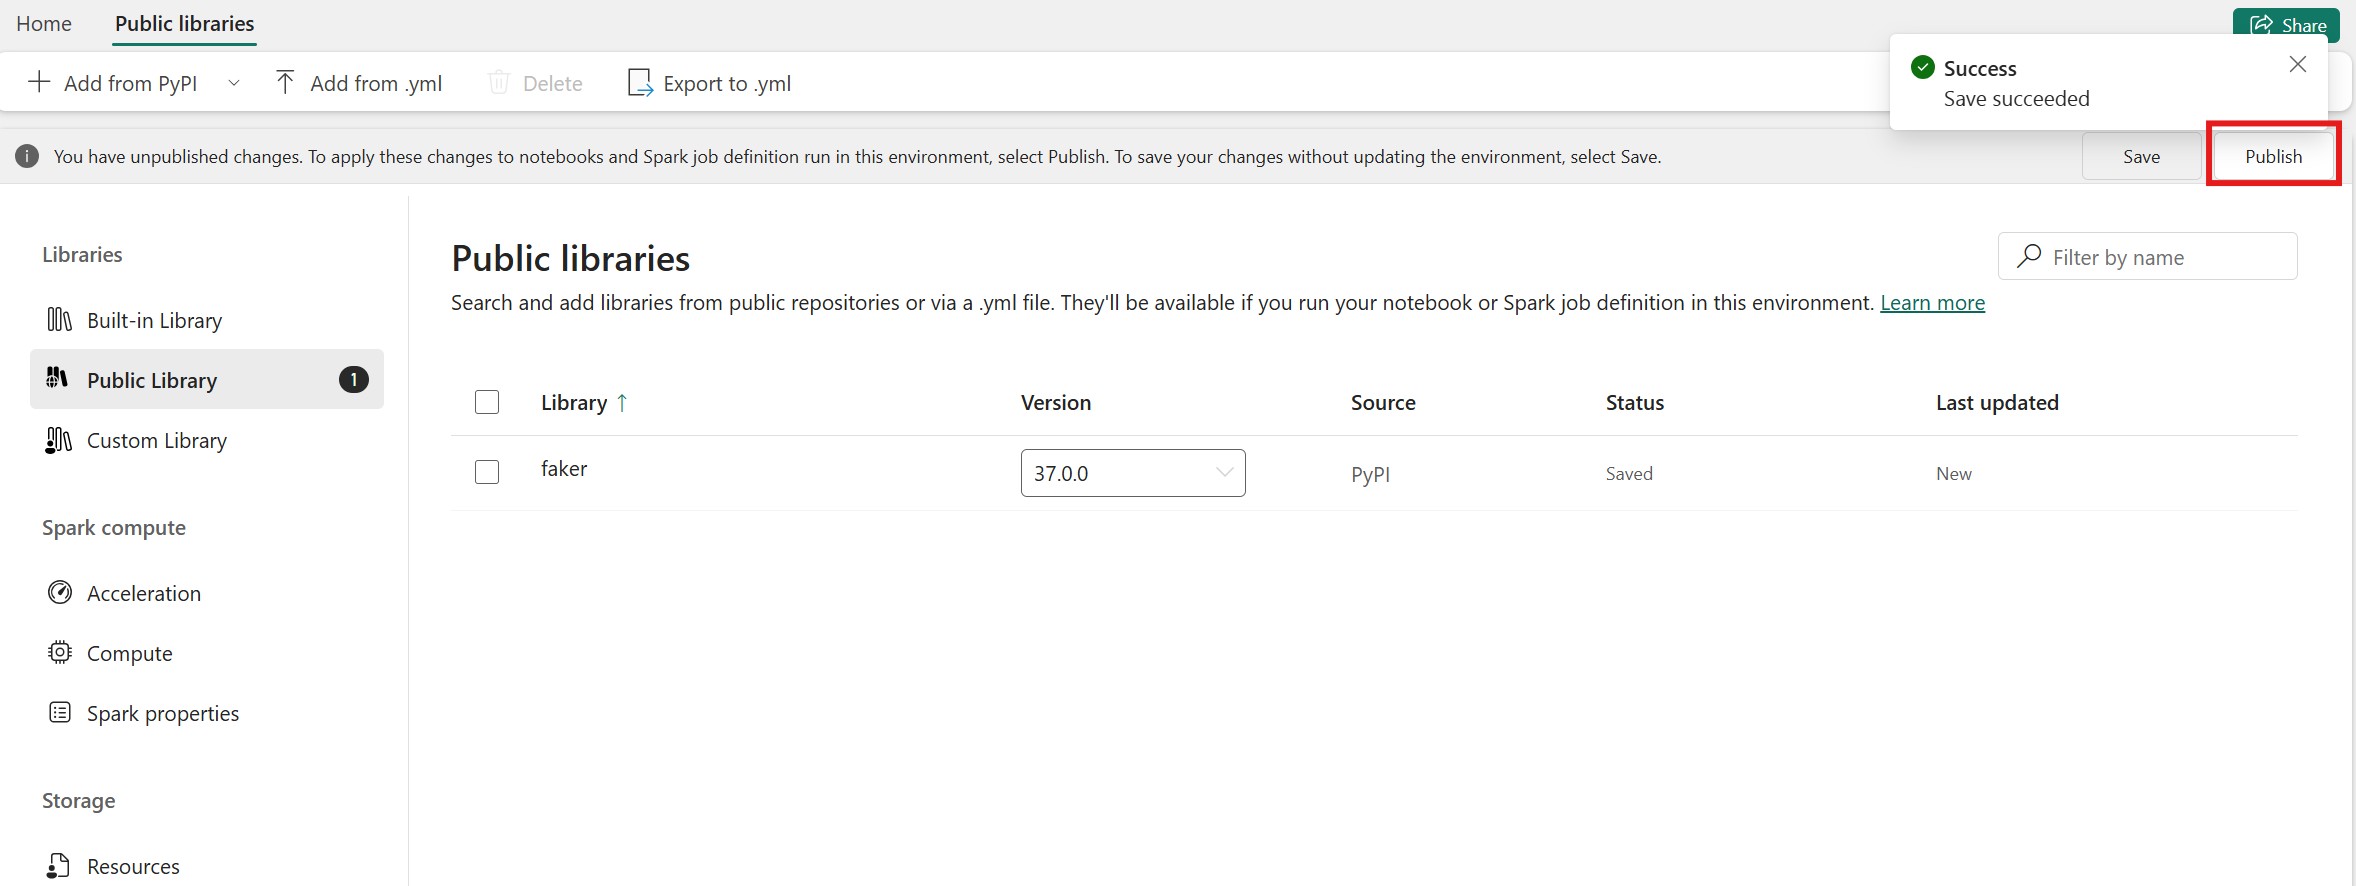 Home
Public libraries
Share
Add from PyPI
Add from .yml
Delete
Export to .yml
Success
Save succeeded
You have unpublished changes. To apply these changes to notebooks and Spark job definition run in this environment, select Publish. To save your changes without updating the environment, select Save.
Save
Publish
Libraries
Built-in Library
Public Library
1
Custom Library
Spark compute
Acceleration
Compute
Spark properties
Storage
Resources
Public libraries
Filter by name
Search and add libraries from public repositories or via a .yml file. They'll be available if you run your notebook or Spark job definition in this environment. Learn more
Library ↑ Version Source Status Last updated
faker 37.0.0 PyPI Saved New